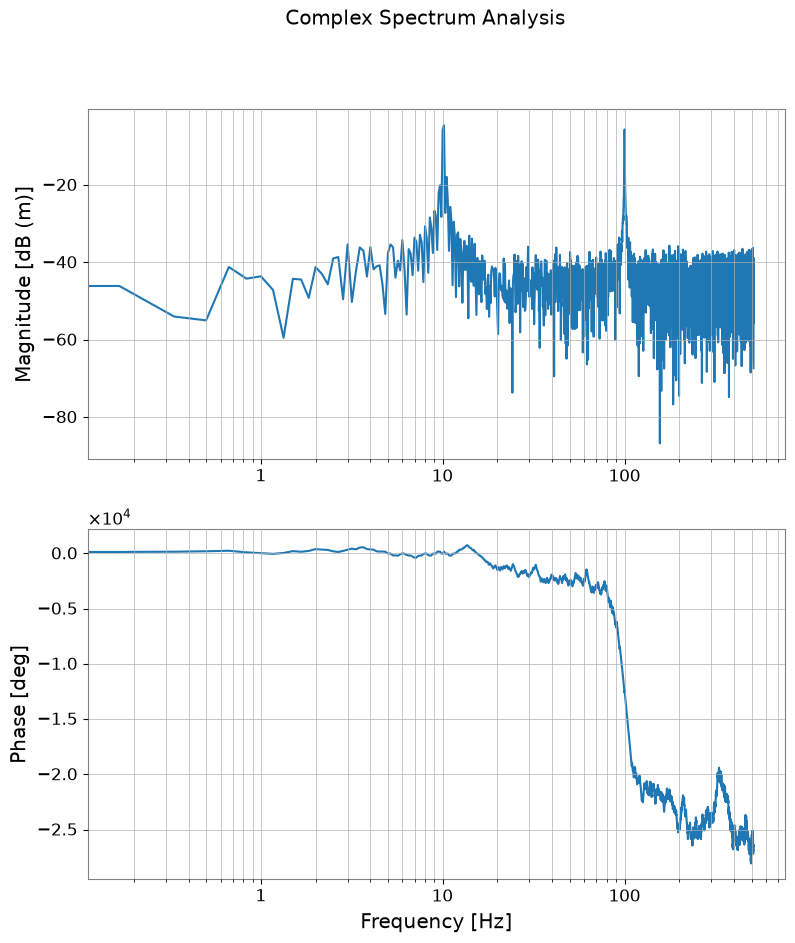 Complex Spectrum Analysis
Magnitude [dB (m)]
−20
−40
−60
−80
1 10 100
×10⁴
Phase [deg]
0.0
−0.5
−1.0
−1.5
−2.0
−2.5
1 10 100
Frequency [Hz]